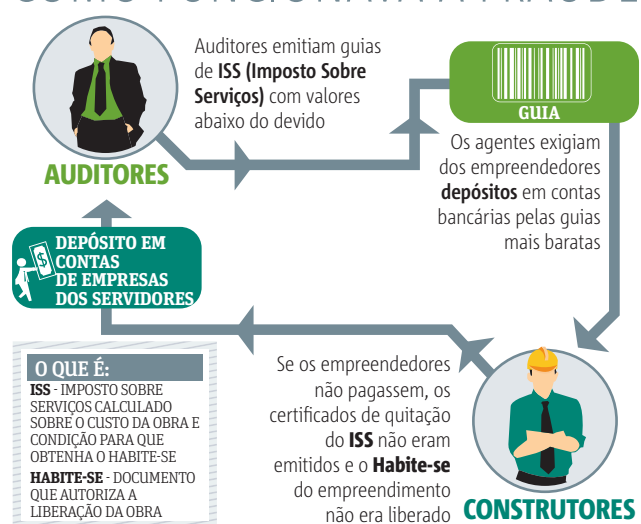 COMO FUNCIONAVA A FRAUDE
Auditores emitiam guias
de ISS (Imposto Sobre
Serviços) com valores
abaixo do devido
AUDITORES
GUIA
Os agentes exigiam
dos empreendedores
depósitos em contas
bancárias pelas guias
mais baratas
DEPÓSITO EM
CONTAS
DE EMPRESAS
DOS SERVIDORES
$
O QUE É:
ISS - IMPOSTO SOBRE
SERVIÇOS CALCULADO
SOBRE O CUSTO DA OBRA E
CONDIÇÃO PARA QUE
OBTENHA O HABITE-SE
HABITE-SE - DOCUMENTO
QUE AUTORIZA A
LIBERAÇÃO DA OBRA
Se os empreendedores
não pagassem, os
certificados de quitação
do ISS não eram
emitidos e o Habite-se
do empreendimento
não era liberado
CONSTRUTORES